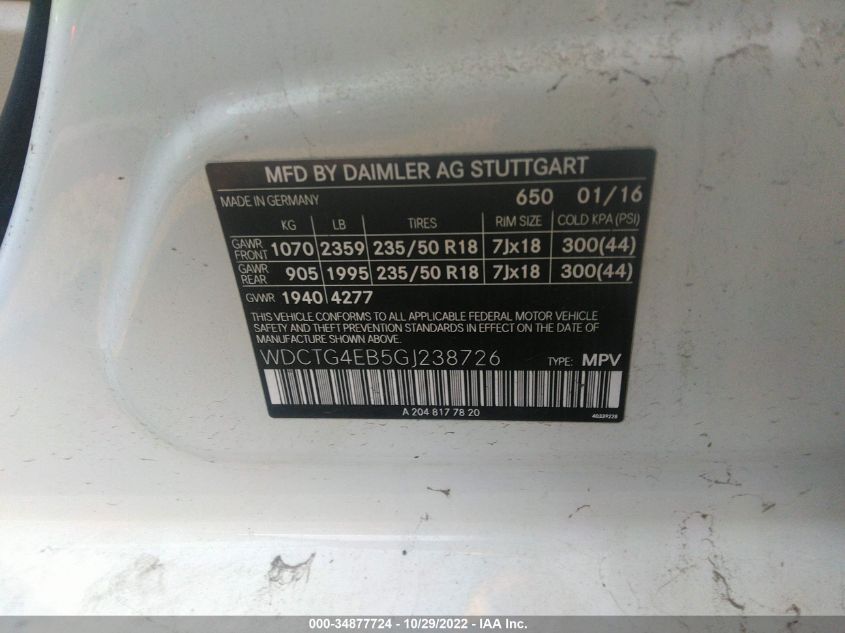 MFD BY DAIMLER AG STUTTGART
MADE IN GERMANY 650 01/16
KG LB TIRES RIM SIZE COLD KPA (PSI)
GAWR FRONT 1070 2359 235/50 R18 7Jx18 300(44)
GAWR REAR 905 1995 235/50 R18 7Jx18 300(44)
GVWR 1940 4277
THIS VEHICLE CONFORMS TO ALL APPLICABLE FEDERAL MOTOR VEHICLE
SAFETY AND THEFT PREVENTION STANDARDS IN EFFECT ON THE DATE OF
MANUFACTURE SHOWN ABOVE.
WDCTG4EB5GJ238726 TYPE: MPV
A 204 817 78 20 40339228
000-34877724 - 10/29/2022 - IAA Inc.